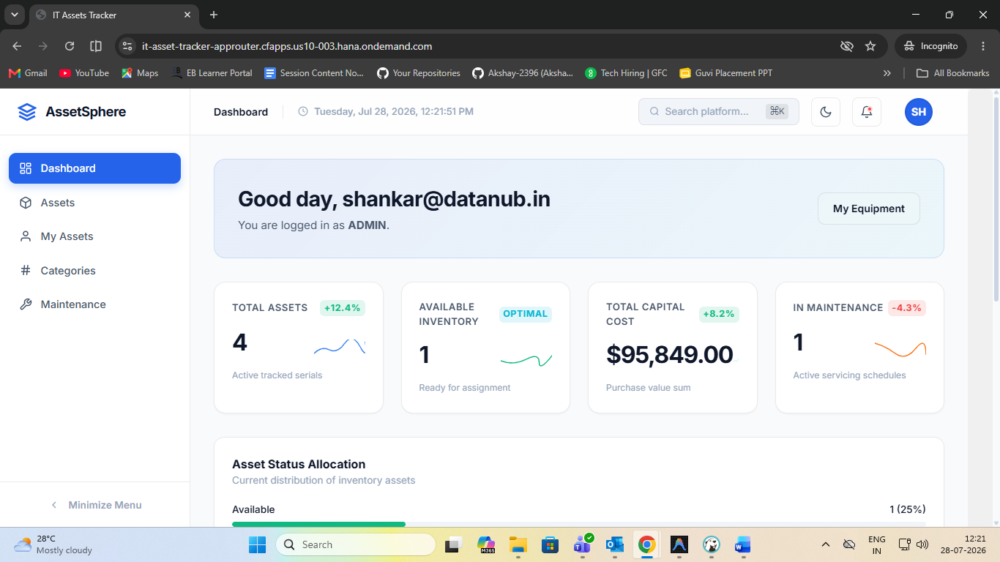 IT Assets Tracker
it-asset-tracker-approuter.cfapps.us10-003.hana.ondemand.com
Incognito
Gmail
YouTube
Maps
EB Learner Portal
Session Content No...
Your Repositories
Akshay-2396 (Aksha...
Tech Hiring | GFC
Guvi Placement PPT
All Bookmarks
AssetSphere
Dashboard
Tuesday, Jul 28, 2026, 12:21:51 PM
Search platform...
⌘K
SH
Dashboard
Assets
My Assets
Categories
Maintenance
Minimize Menu
Good day, shankar@datanub.in
You are logged in as ADMIN.
My Equipment
TOTAL ASSETS
+12.4%
4
Active tracked serials
AVAILABLE
INVENTORY
OPTIMAL
1
Ready for assignment
TOTAL CAPITAL
COST
+8.2%
$95,849.00
Purchase value sum
IN MAINTENANCE
-4.3%
1
Active servicing schedules
Asset Status Allocation
Current distribution of inventory assets
Available
1 (25%)
28°C
Mostly cloudy
Search
M365
ENG
IN
12:21
28-07-2026